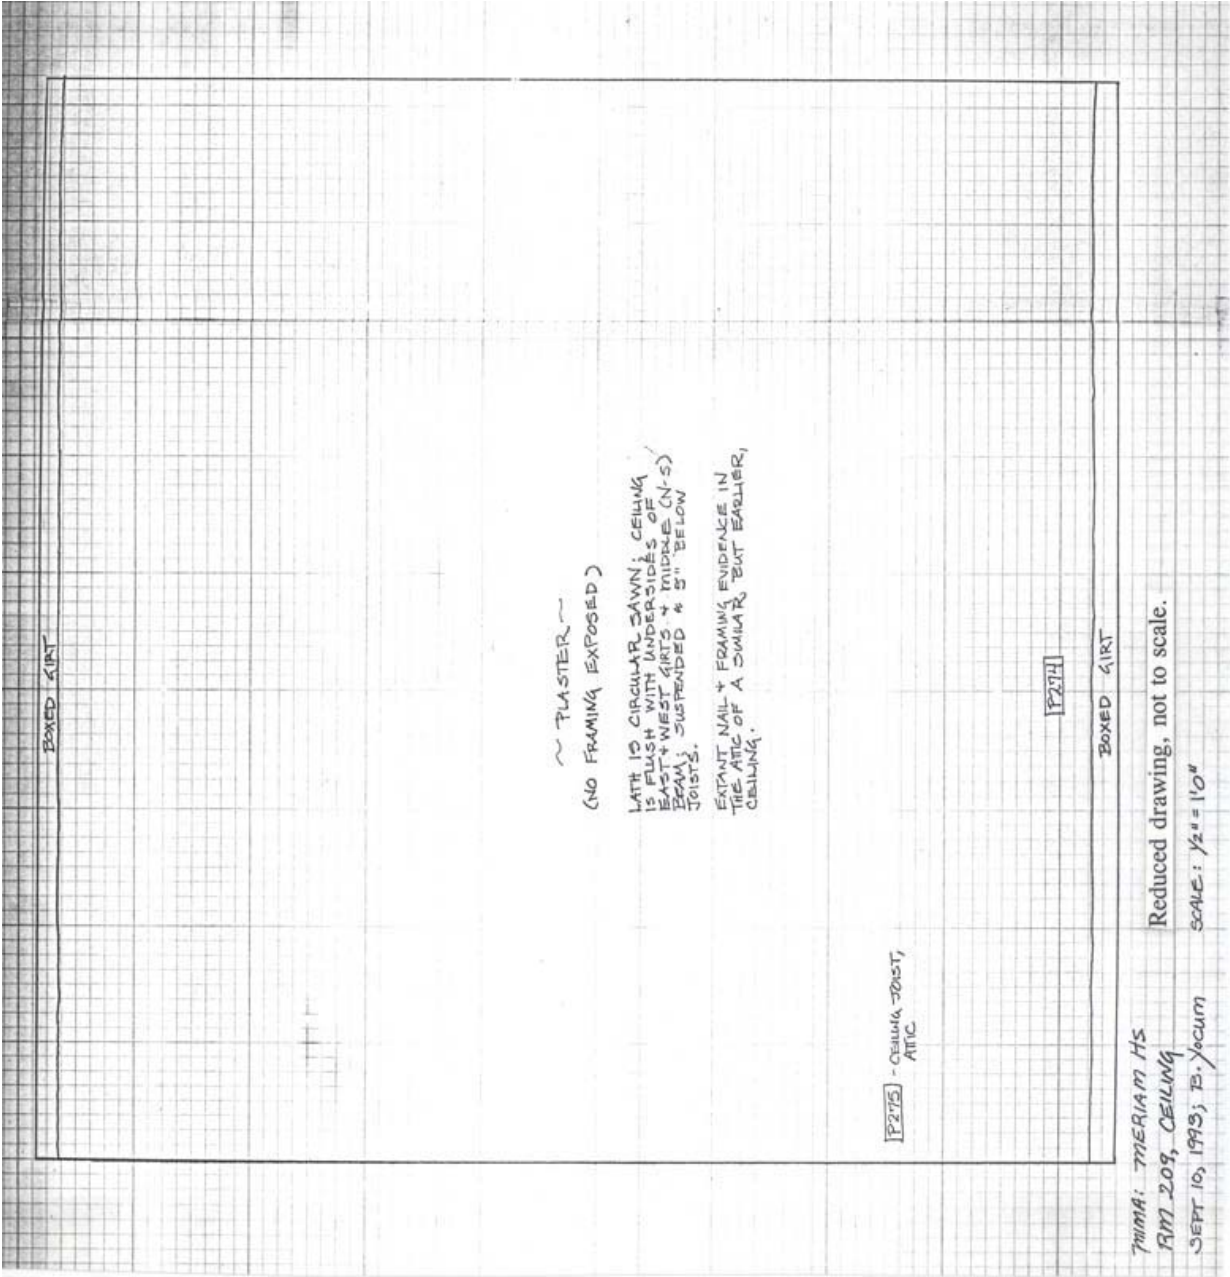 BOXED GIRT
~ PLASTER ~
(NO FRAMING EXPOSED)
LATH IS CIRCULAR SAWN; CEILING
IS FLUSH WITH UNDERSIDES OF
EAST + WEST GIRTS + MIDDLE (N-S)
BEAM; SUSPENDED ≈ 5" BELOW
JOISTS.
EXTANT NAIL + FRAMING EVIDENCE IN
THE ATTIC OF A SIMILAR, BUT EARLIER,
CEILING.
P275 - CEILING JOIST,
ATTIC
P274
BOXED GIRT
MIMA: MERIAM HS
RM 209, CEILING
SEPT 10, 1993; B. Yocum
Reduced drawing, not to scale.
SCALE: 1/2" = 1'0"